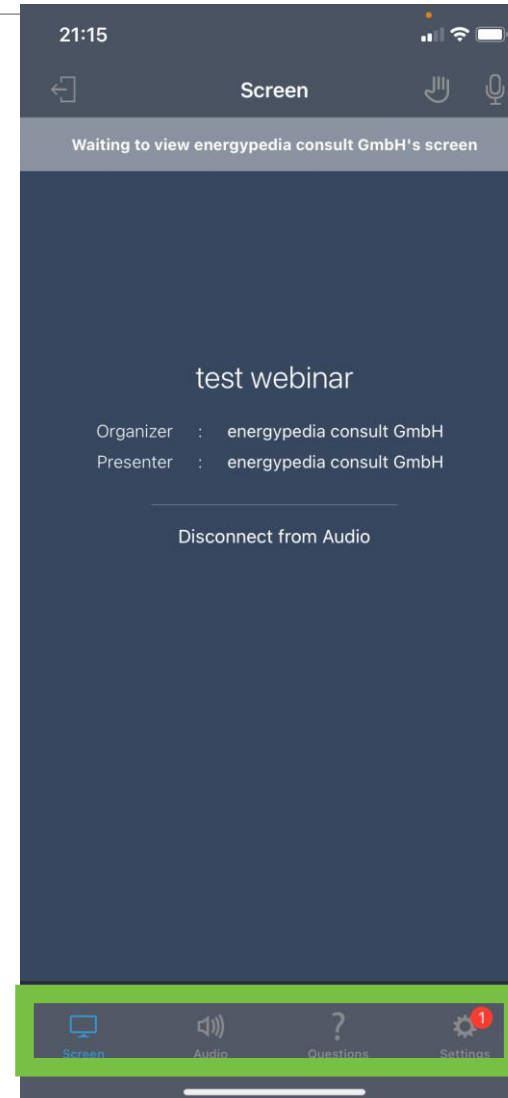 21:15
Screen
Waiting to view energypedia consult GmbH's screen
test webinar
Organizer : energypedia consult GmbH
Presenter : energypedia consult GmbH
Disconnect from Audio
1
Screen Audio Questions Settings